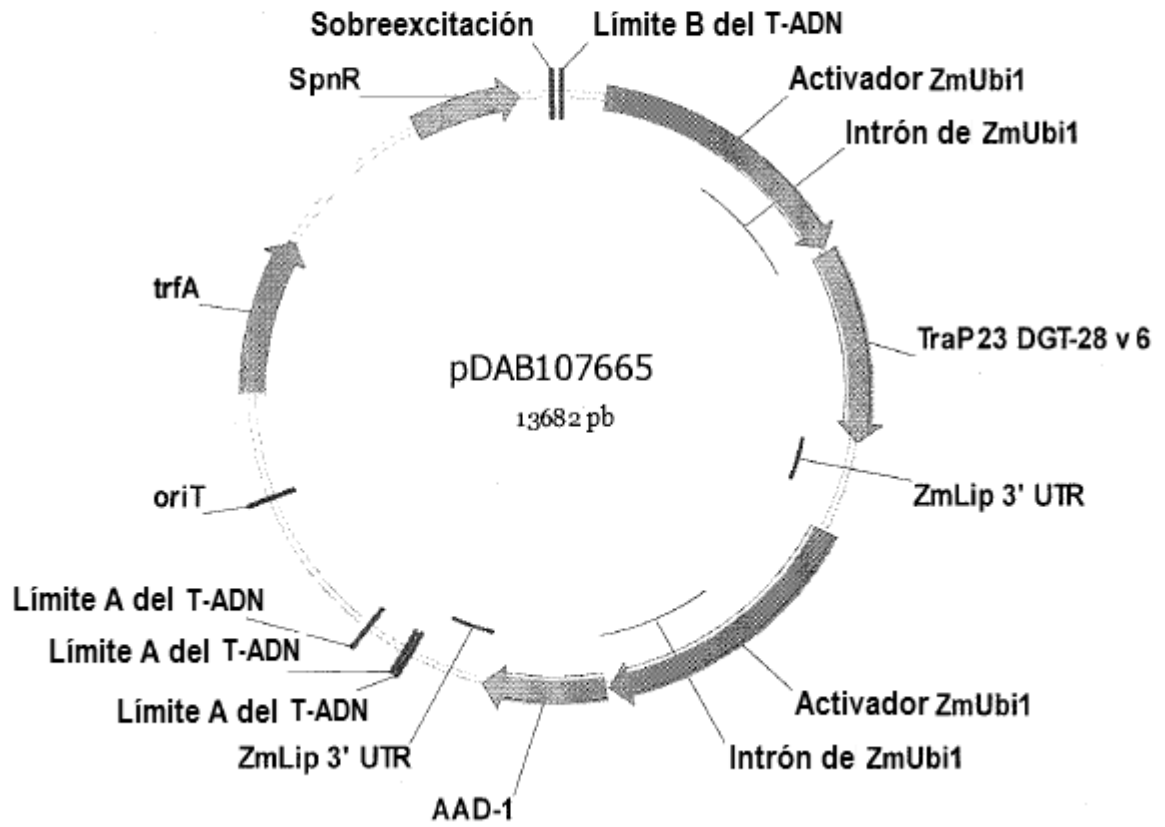 Sobreexcitación
Límite B del T-ADN
SpnR
Activador ZmUbi1
Intrón de ZmUbi1
trfA
TraP23 DGT-28 v 6
pDAB107665
13682 pb
oriT
ZmLip 3' UTR
Límite A del T-ADN
Límite A del T-ADN
Límite A del T-ADN
Activador ZmUbi1
ZmLip 3' UTR
Intrón de ZmUbi1
AAD-1